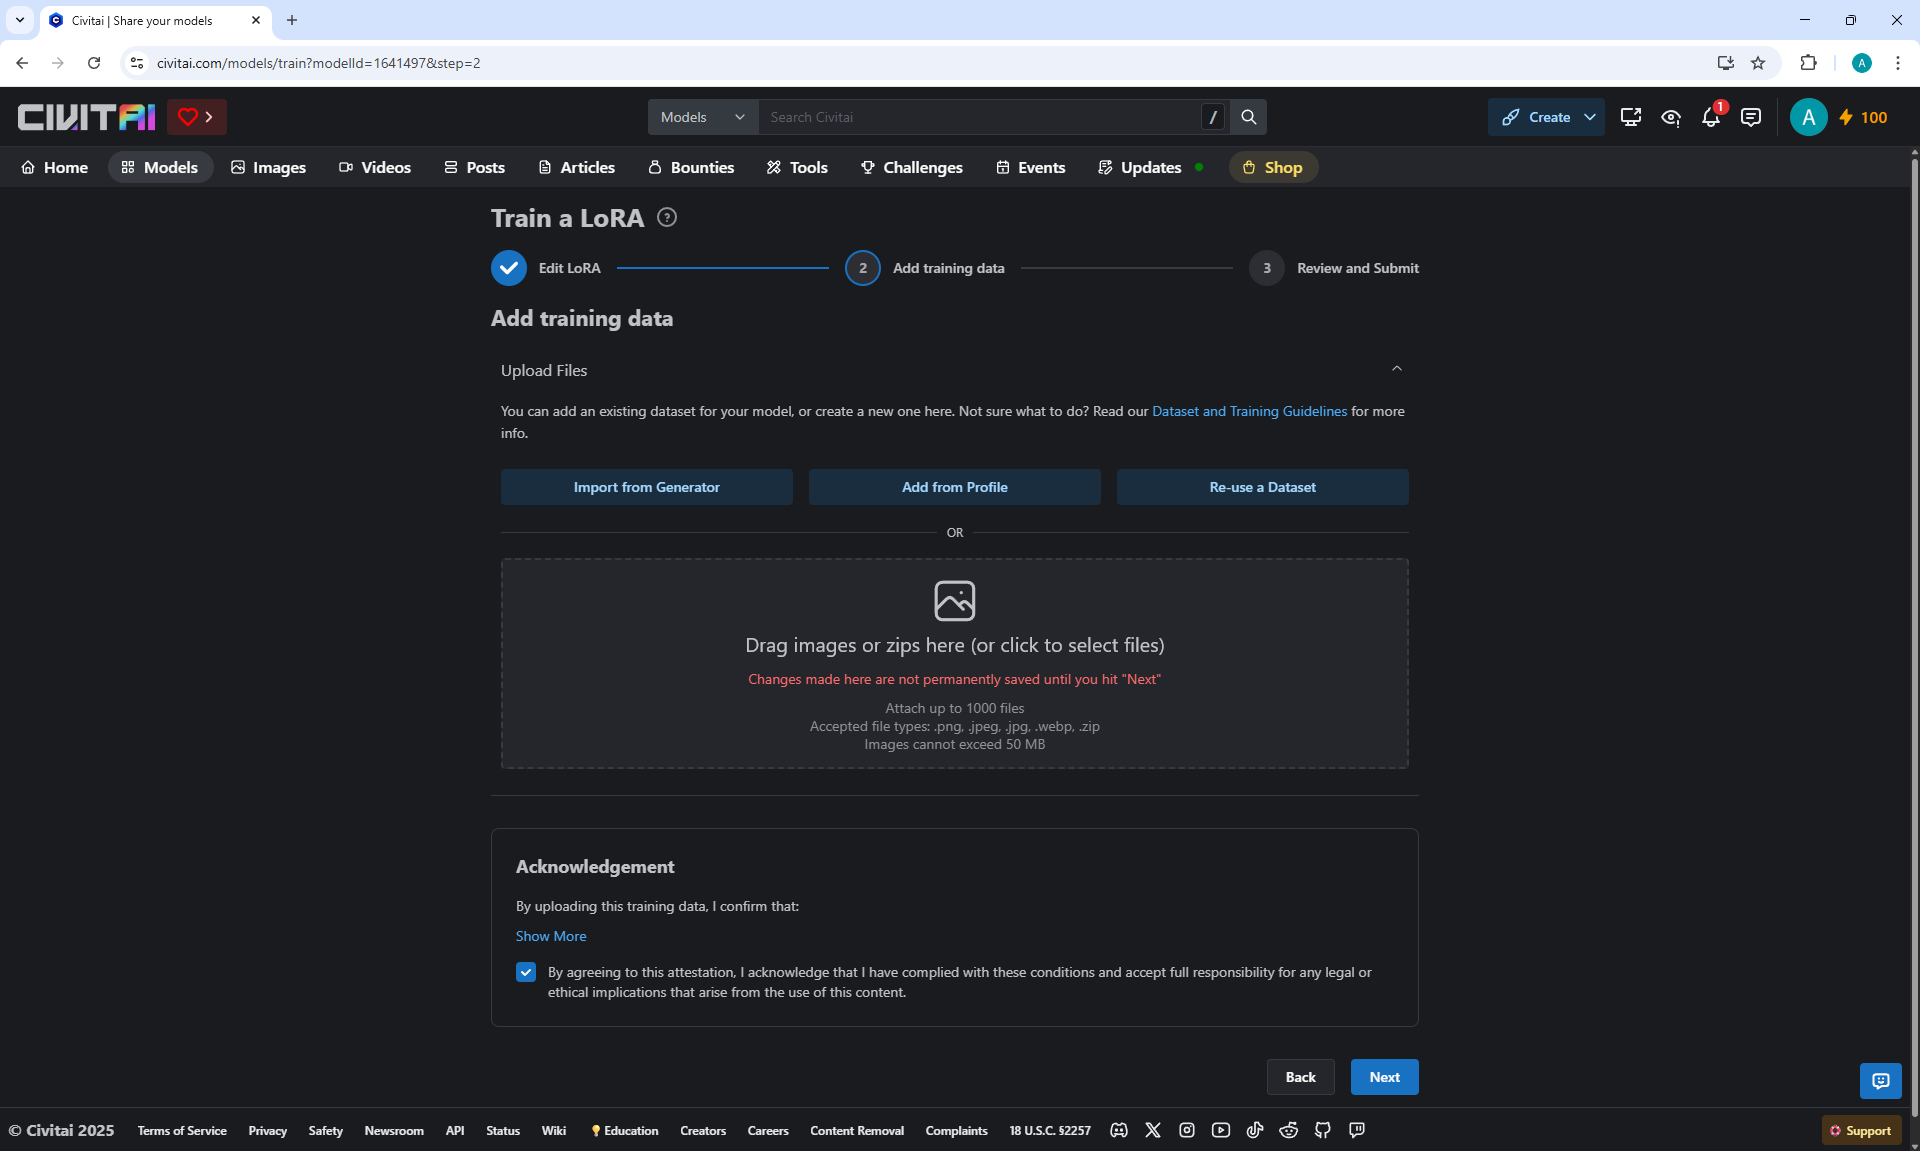 Civitai | Share your models
civitai.com/models/train?modelId=1641497&step=2
A
CIVITAI
Models
Search Civitai
/
Create
1
A
100
Home
Models
Images
Videos
Posts
Articles
Bounties
Tools
Challenges
Events
Updates
Shop
Train a LoRA
Edit LoRA
2
Add training data
3
Review and Submit
Add training data
Upload Files
You can add an existing dataset for your model, or create a new one here. Not sure what to do? Read our Dataset and Training Guidelines for more
info.
Import from Generator
Add from Profile
Re-use a Dataset
OR
Drag images or zips here (or click to select files)
Changes made here are not permanently saved until you hit "Next"
Attach up to 1000 files
Accepted file types: .png, .jpeg, .jpg, .webp, .zip
Images cannot exceed 50 MB
Acknowledgement
By uploading this training data, I confirm that:
Show More
By agreeing to this attestation, I acknowledge that I have complied with these conditions and accept full responsibility for any legal or
ethical implications that arise from the use of this content.
Back
Next
© Civitai 2025
Terms of Service
Privacy
Safety
Newsroom
API
Status
Wiki
Education
Creators
Careers
Content Removal
Complaints
18 U.S.C. §2257
Support